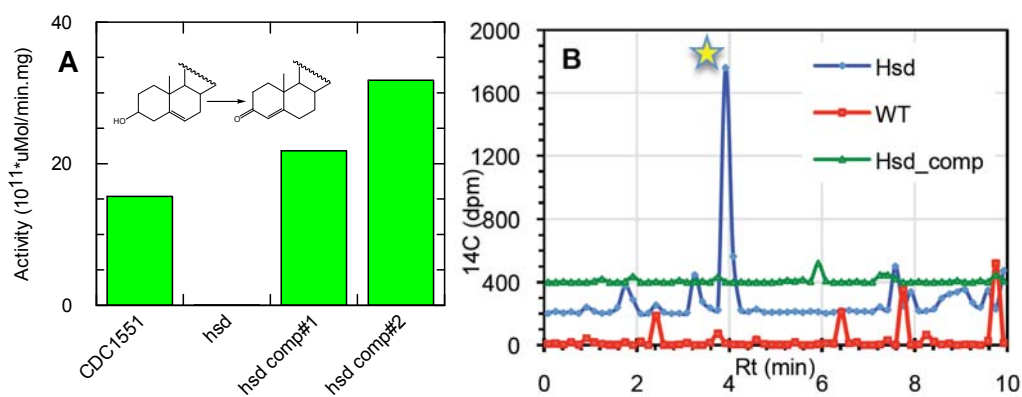 A
40
20
0
Activity (10¹¹*uMol/min.mg)
HO
O
CDC1551
hsd
hsd comp#1
hsd comp#2
B
2000
1600
1200
800
400
0
14C (dpm)
Hsd
WT
Hsd_comp
Rt (min)
0 2 4 6 8 10